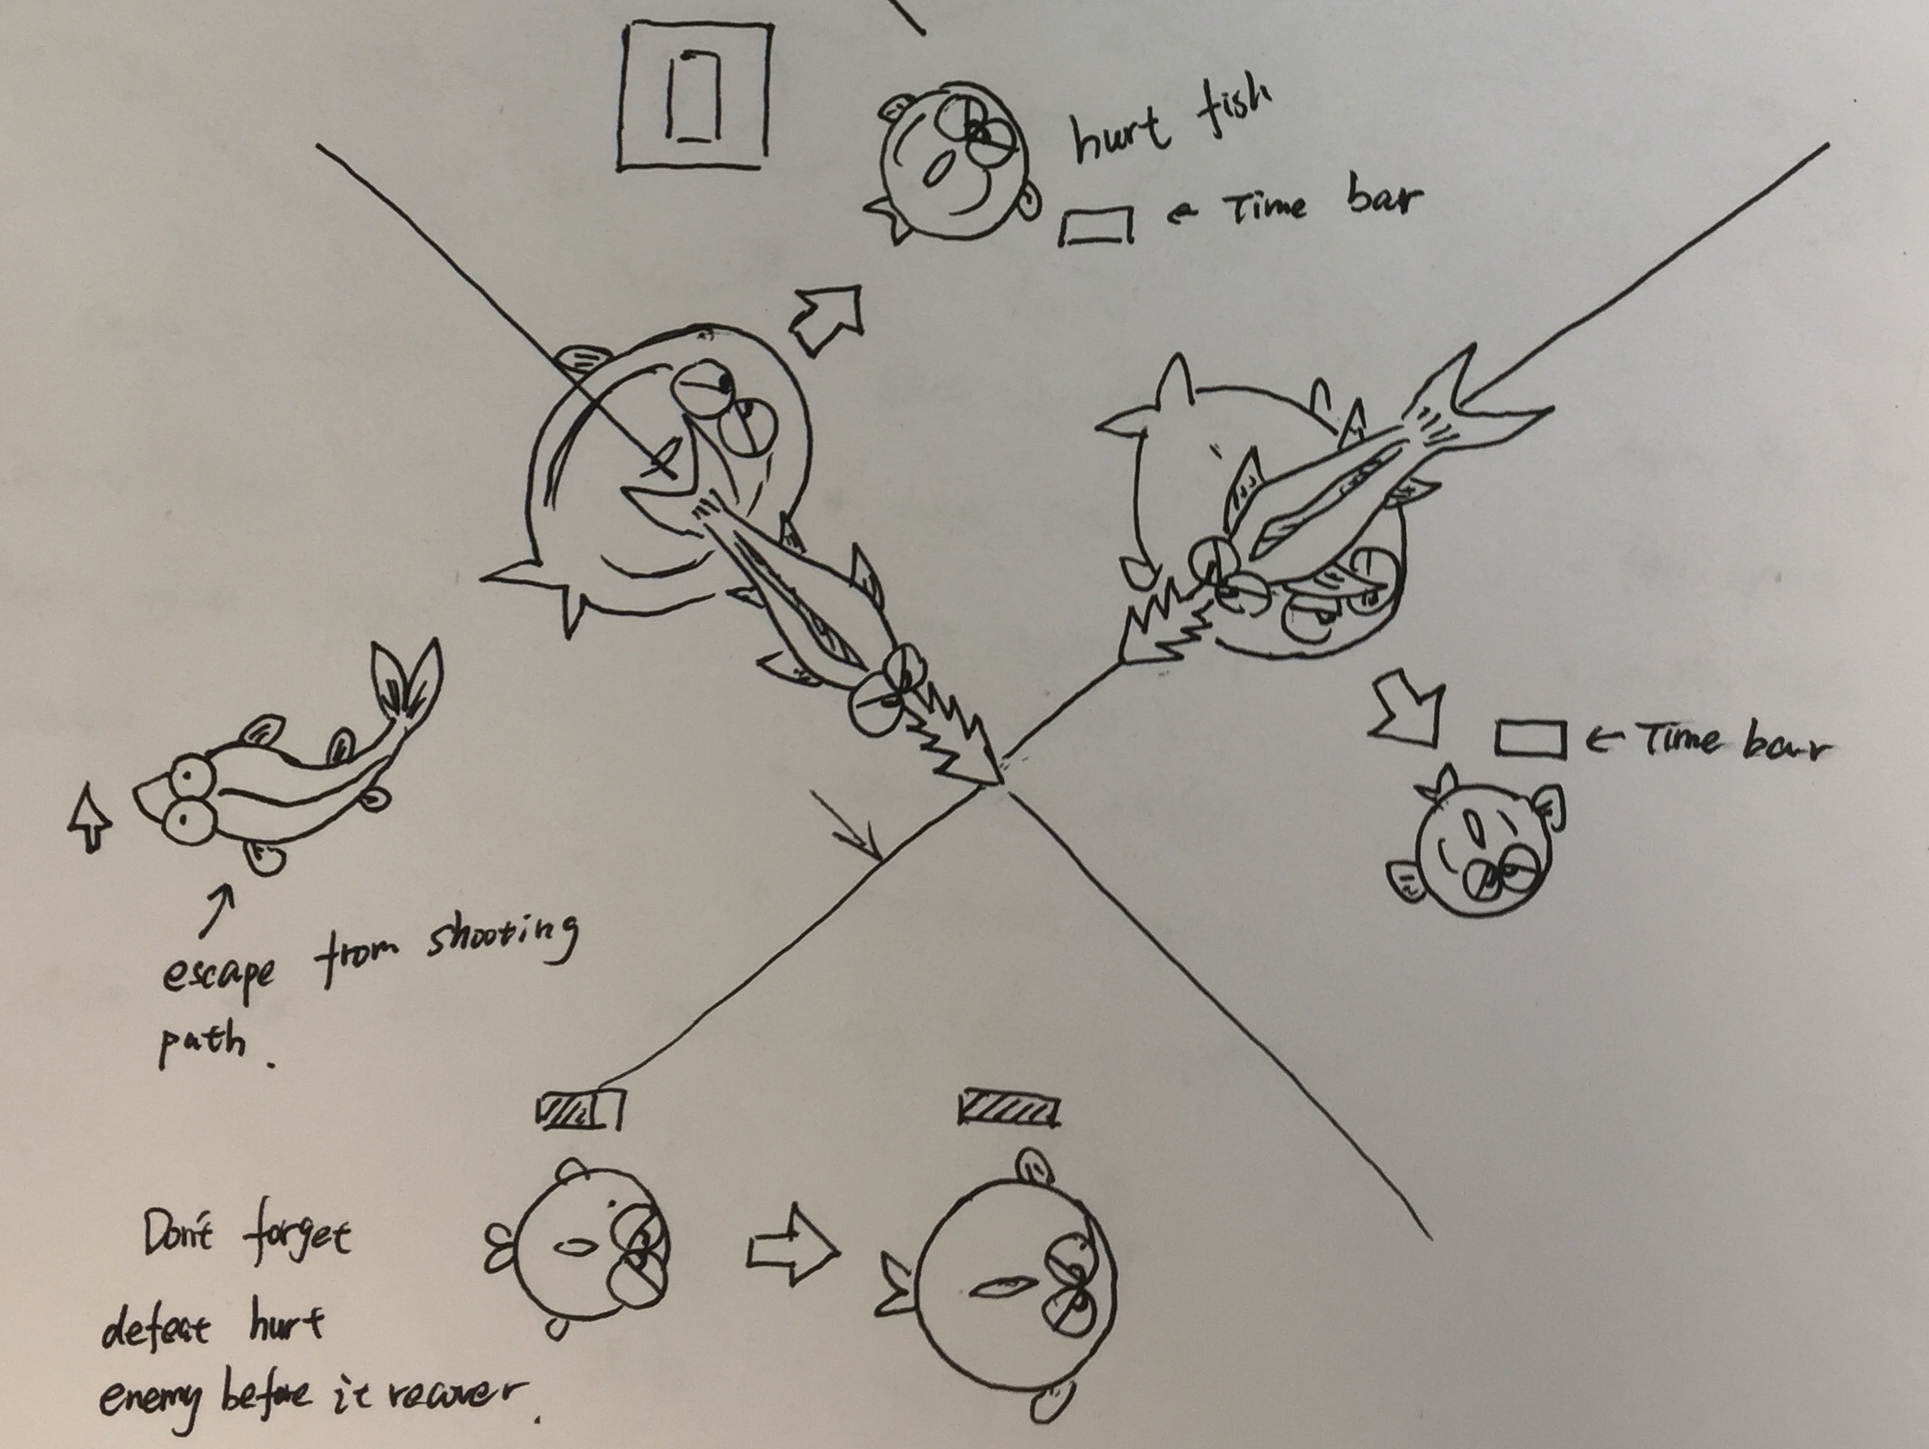 hurt fish
Time bar
Time bar
escape from shooting
path.
Don't forget
defeat hurt
enemy before it recover.